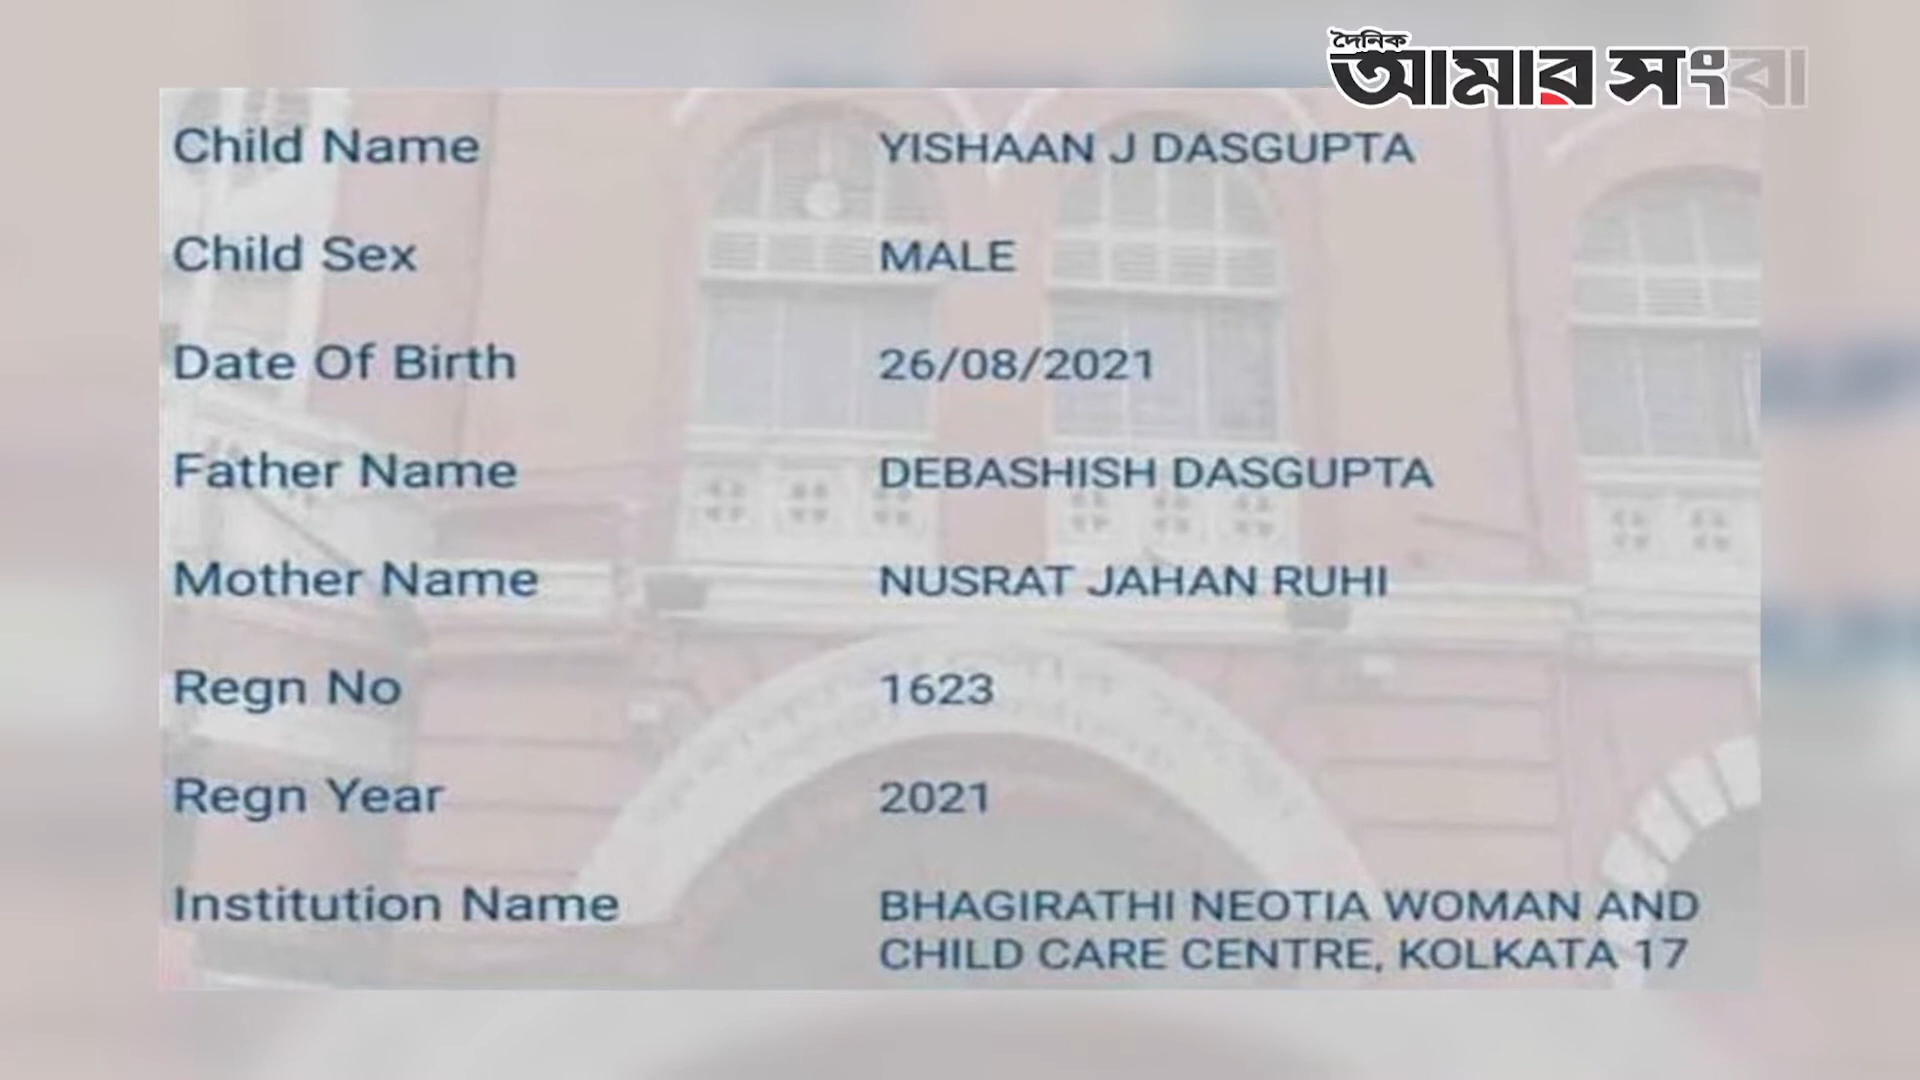 দৈনিক
আমার সংবা
Child Name YISHAAN J DASGUPTA
Child Sex MALE
Date Of Birth 26/08/2021
Father Name DEBASHISH DASGUPTA
Mother Name NUSRAT JAHAN RUHI
Regn No 1623
Regn Year 2021
Institution Name BHAGIRATHI NEOTIA WOMAN AND
CHILD CARE CENTRE, KOLKATA 17